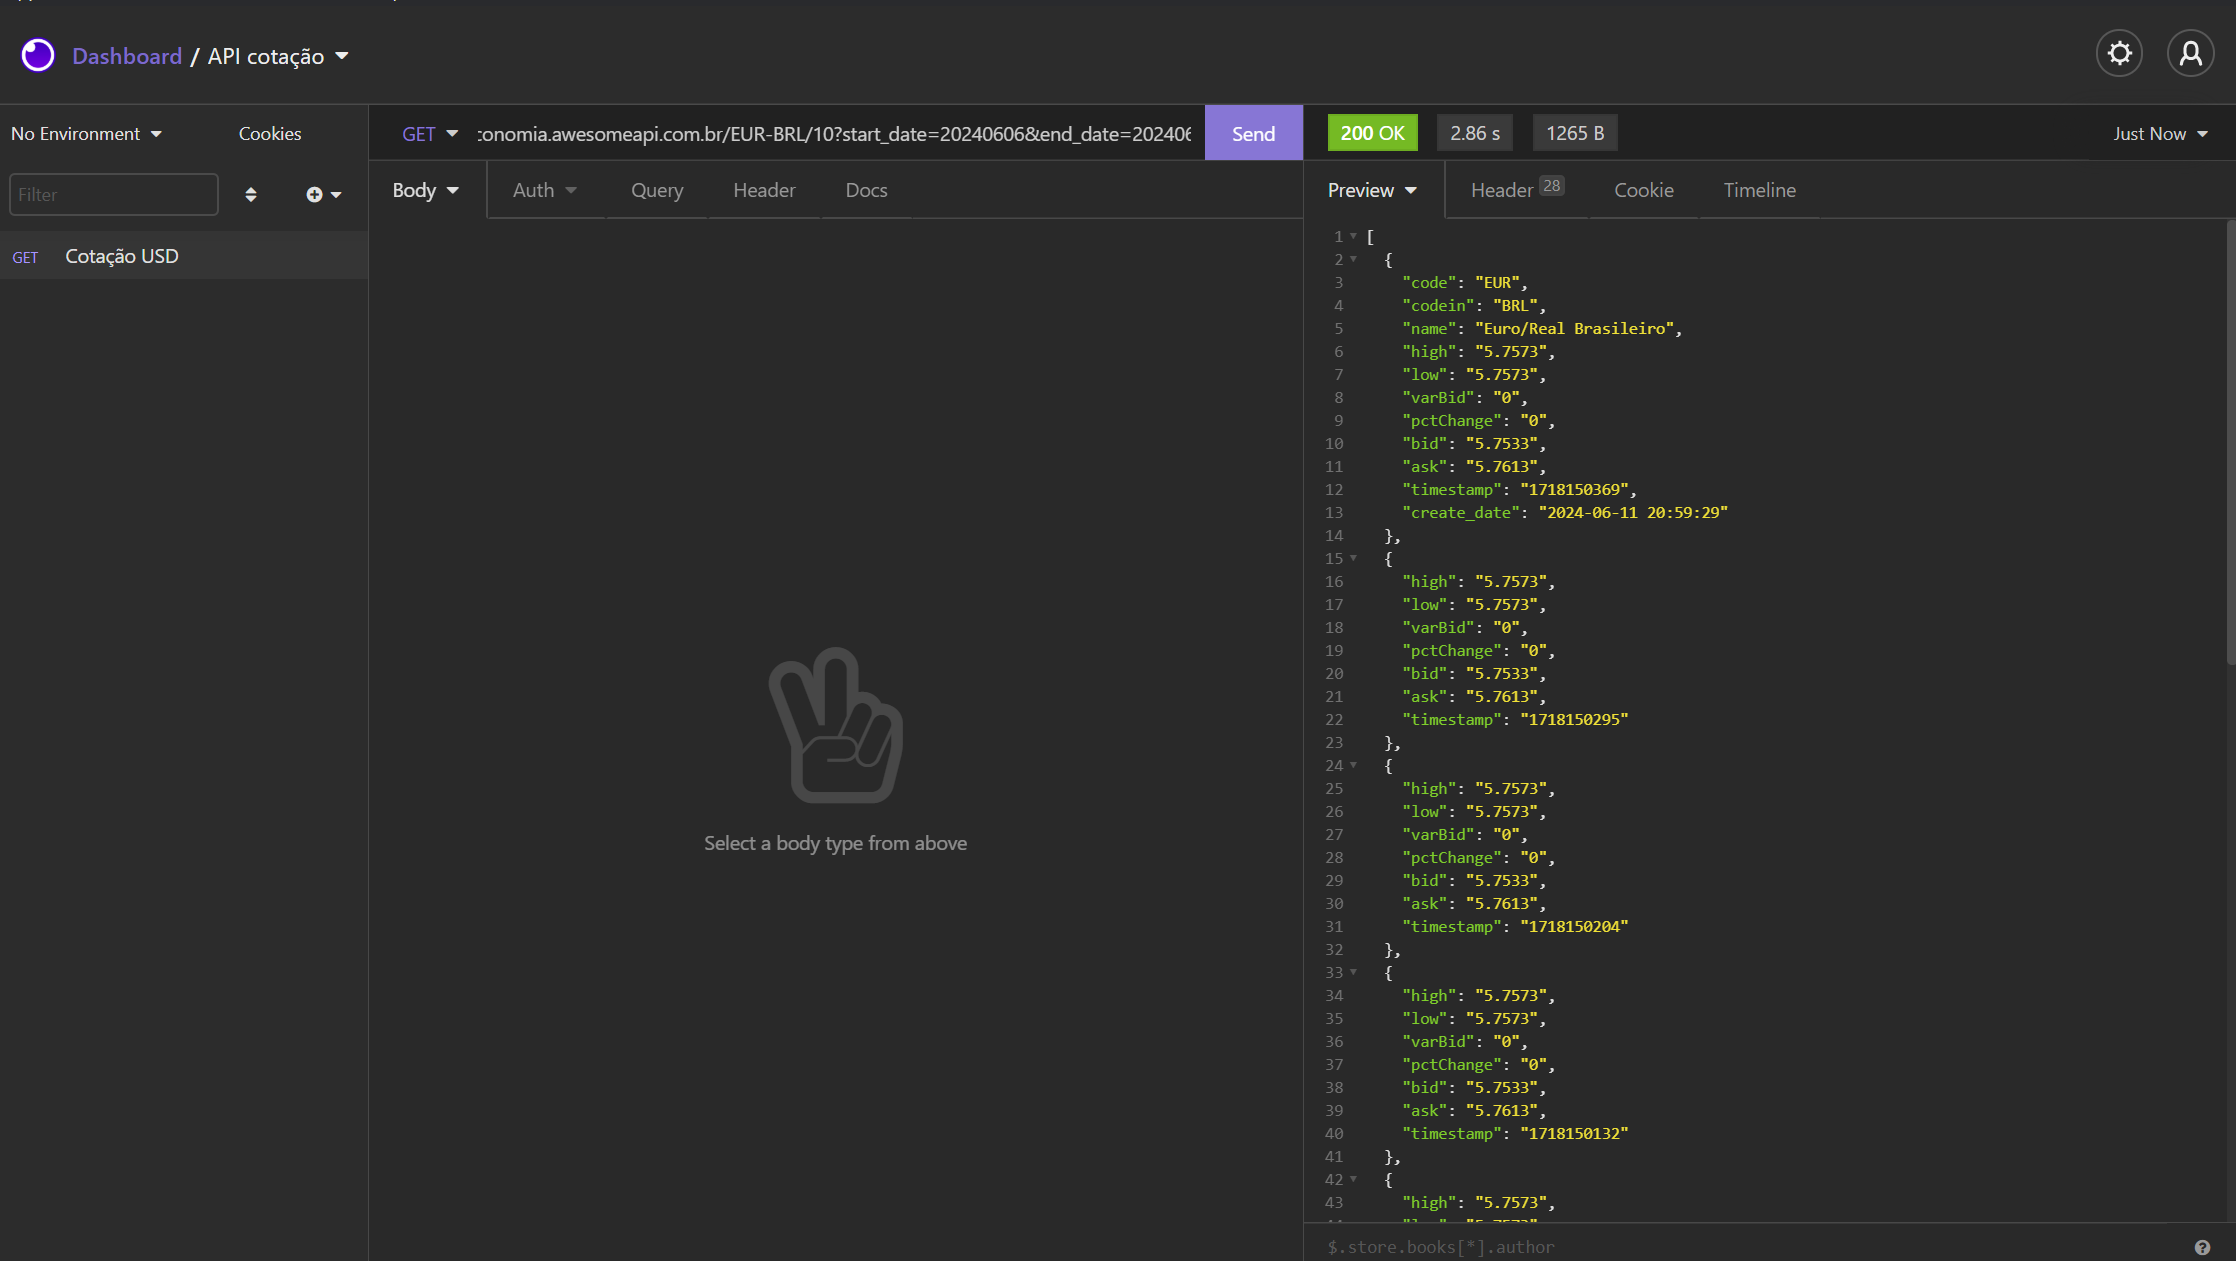 Dashboard / API cotação
No Environment
Cookies
Filter
GET Cotação USD
GET conomia.awesomeapi.com.br/EUR-BRL/10?start_date=20240606&end_date=202406
Send
Body
Auth
Query
Header
Docs
Select a body type from above
200 OK
2.86 s
1265 B
Just Now
Preview
Header 28
Cookie
Timeline
1 [
2 {
3 "code": "EUR",
4 "codein": "BRL",
5 "name": "Euro/Real Brasileiro",
6 "high": "5.7573",
7 "low": "5.7573",
8 "varBid": "0",
9 "pctChange": "0",
10 "bid": "5.7533",
11 "ask": "5.7613",
12 "timestamp": "1718150369",
13 "create_date": "2024-06-11 20:59:29"
14 },
15 {
16 "high": "5.7573",
17 "low": "5.7573",
18 "varBid": "0",
19 "pctChange": "0",
20 "bid": "5.7533",
21 "ask": "5.7613",
22 "timestamp": "1718150295"
23 },
24 {
25 "high": "5.7573",
26 "low": "5.7573",
27 "varBid": "0",
28 "pctChange": "0",
29 "bid": "5.7533",
30 "ask": "5.7613",
31 "timestamp": "1718150204"
32 },
33 {
34 "high": "5.7573",
35 "low": "5.7573",
36 "varBid": "0",
37 "pctChange": "0",
38 "bid": "5.7533",
39 "ask": "5.7613",
40 "timestamp": "1718150132"
41 },
42 {
43 "high": "5.7573",
$.store.books[*].author